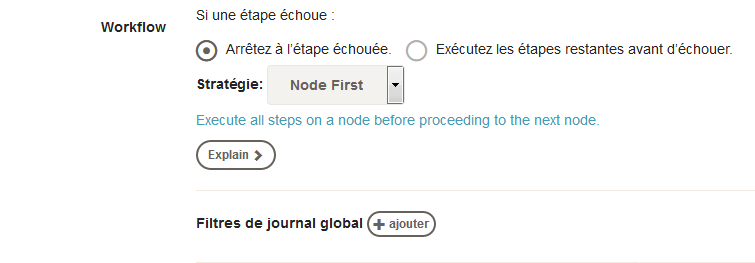 Workflow
Si une étape échoue :
Arrêtez à l'étape échouée. Exécutez les étapes restantes avant d'échouer.
Stratégie: Node First
Execute all steps on a node before proceeding to the next node.
Explain
Filtres de journal global ajouter